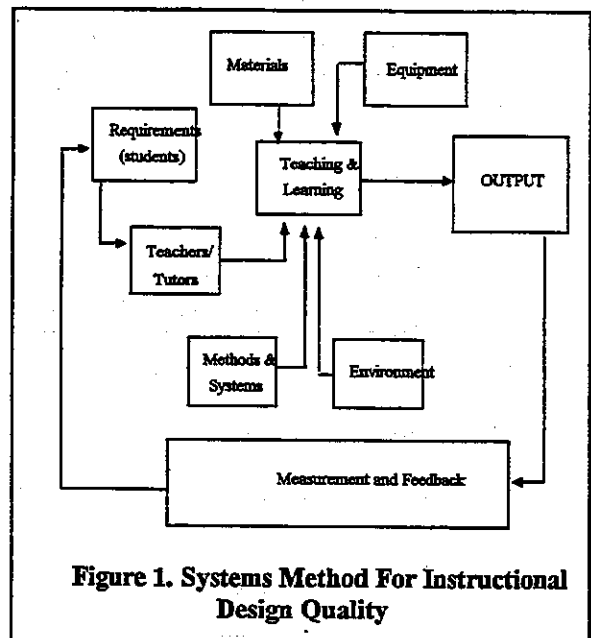 Materials
Equipment
Requirements
(students)
Teaching &
Learning
OUTPUT
Teachers/
Tutors
Methods &
Systems
Environment
Measurement and Feedback
Figure 1. Systems Method For Instructional
Design Quality